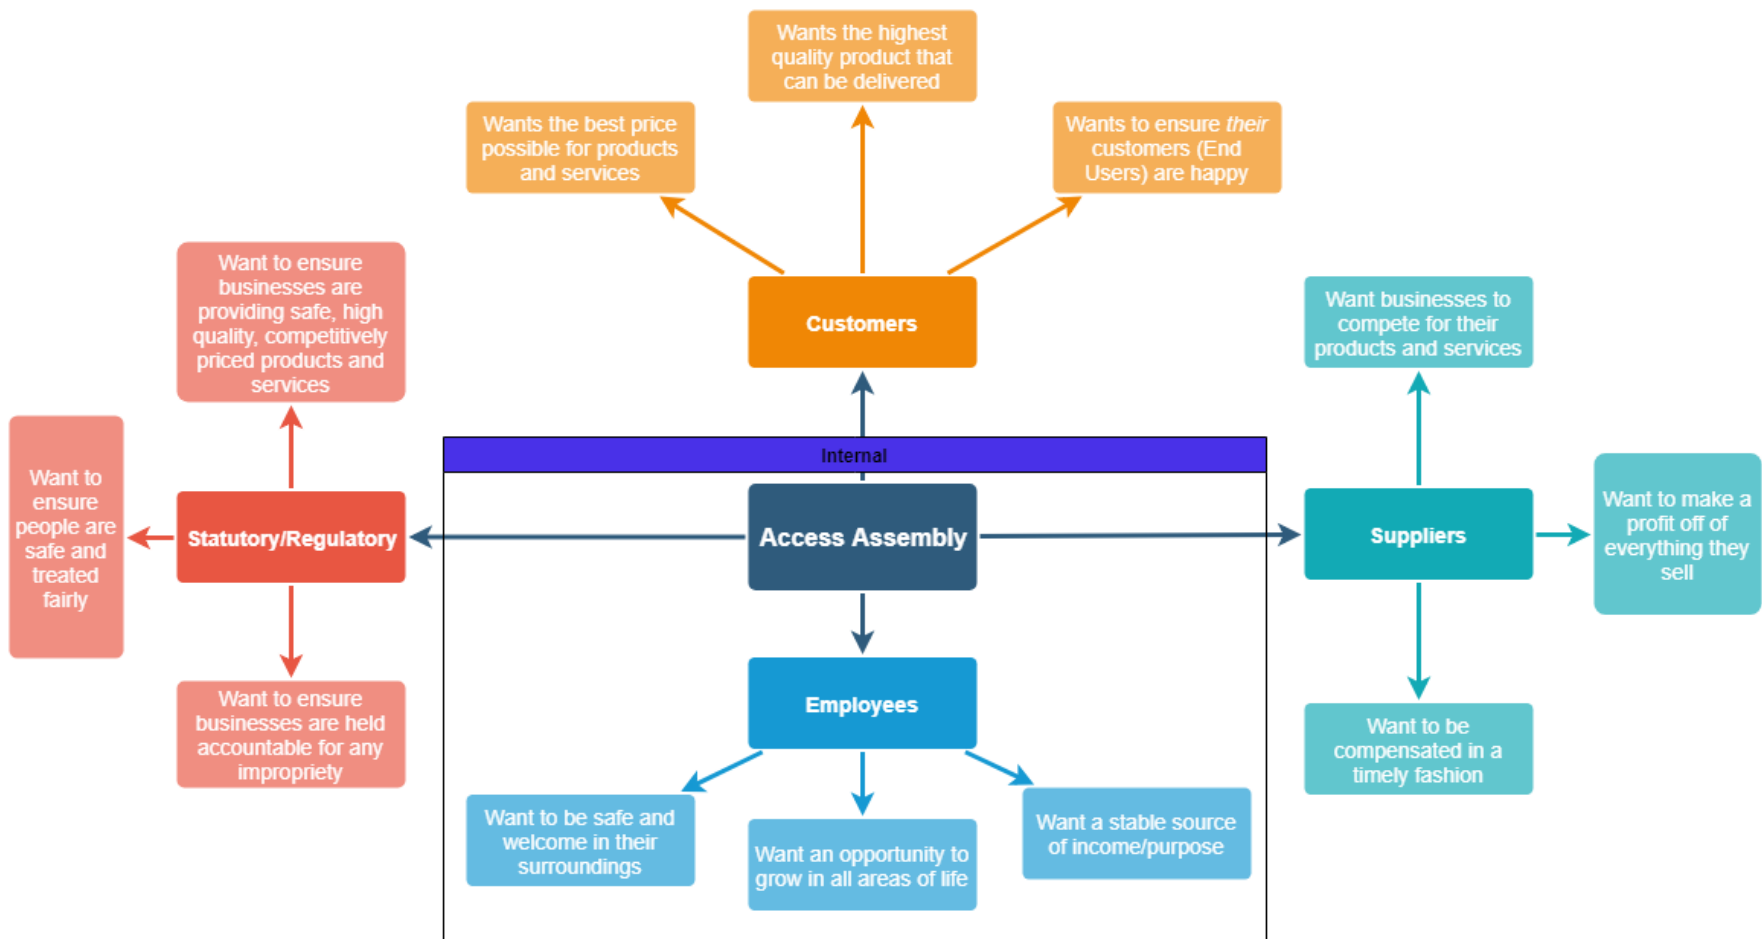 Wants the highest
quality product that
can be delivered
Wants the best price
possible for products
and services
Wants to ensure their
customers (End
Users) are happy
Customers
Want to ensure
businesses are
providing safe, high
quality, competitively
priced products and
services
Want businesses to
compete for their
products and services
Internal
Want to
ensure
people are
safe and
treated
fairly
Statutory/Regulatory
Access Assembly
Suppliers
Want to make a
profit off of
everything they
sell
Want to ensure
businesses are held
accountable for any
impropriety
Employees
Want to be
compensated in a
timely fashion
Want to be safe and
welcome in their
surroundings
Want an opportunity to
grow in all areas of life
Want a stable source
of income/purpose